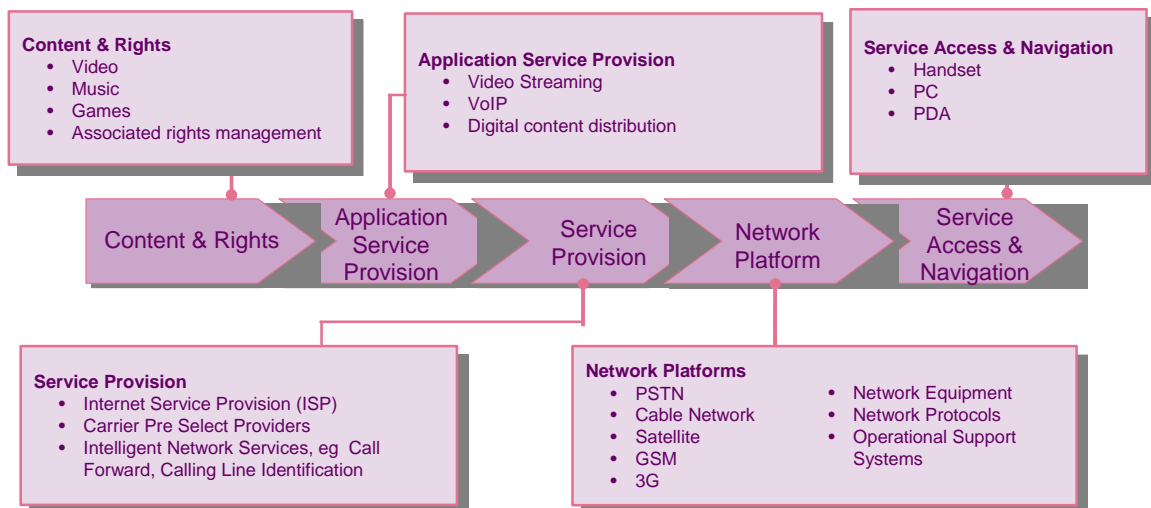 Content & Rights
• Video
• Music
• Games
• Associated rights management
Application Service Provision
• Video Streaming
• VoIP
• Digital content distribution
Service Access & Navigation
• Handset
• PC
• PDA
Content & Rights
Application
Service
Provision
Service
Provision
Network
Platform
Service
Access &
Navigation
Service Provision
• Internet Service Provision (ISP)
• Carrier Pre Select Providers
• Intelligent Network Services, eg  Call
Forward, Calling Line Identification
Network Platforms
• PSTN
• Cable Network
• Satellite
• GSM
• 3G
• Network Equipment
• Network Protocols
• Operational Support
Systems